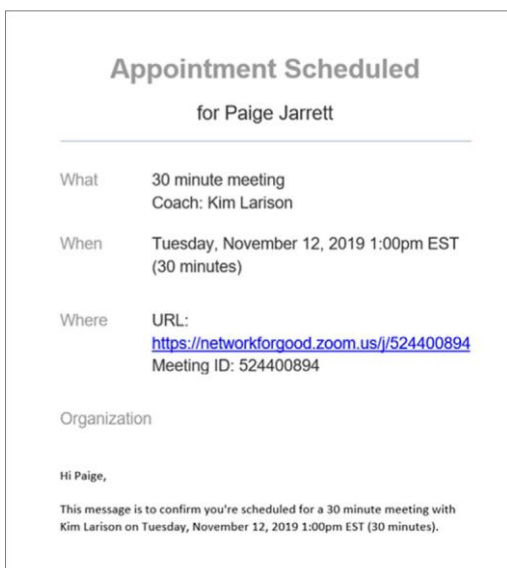 Appointment Scheduled
for Paige Jarrett
What 30 minute meeting
Coach: Kim Larison
When Tuesday, November 12, 2019 1:00pm EST
(30 minutes)
Where URL:
https://networkforgood.zoom.us/j/524400894
Meeting ID: 524400894
Organization
Hi Paige,
This message is to confirm you're scheduled for a 30 minute meeting with
Kim Larison on Tuesday, November 12, 2019 1:00pm EST (30 minutes).